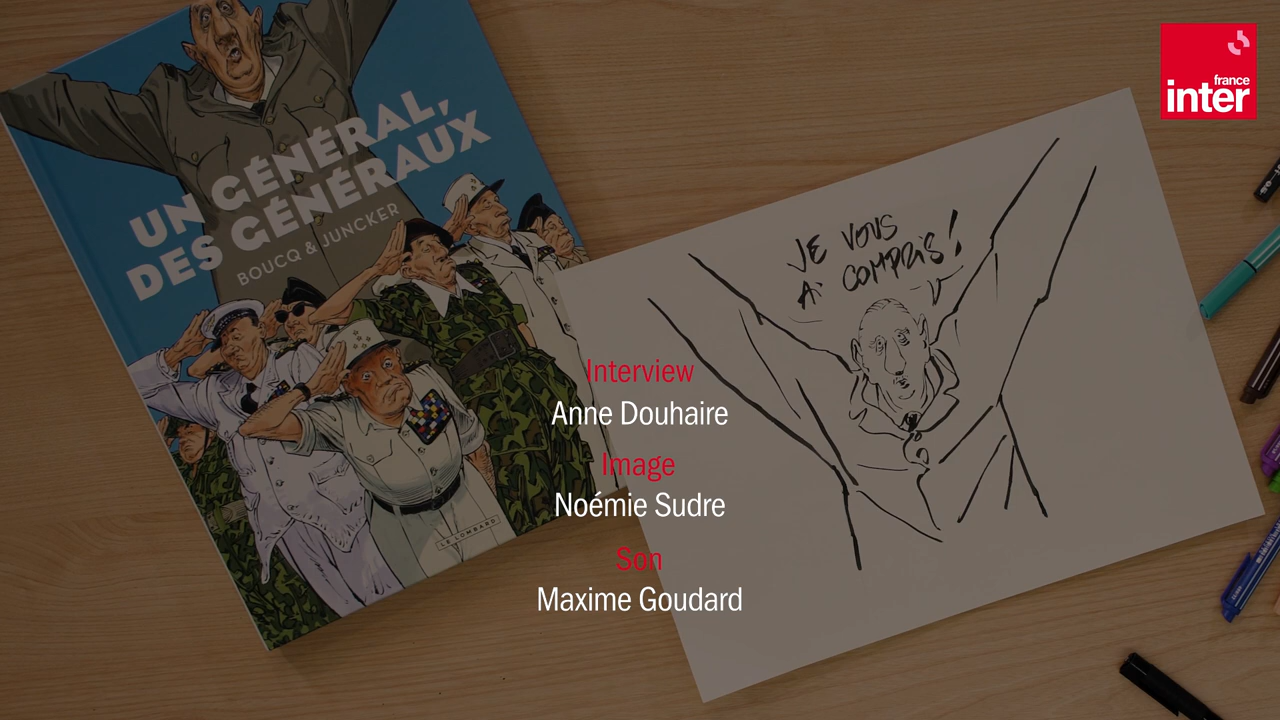 UN GÉNÉRAL,
DES GÉNÉRAUX
BOUCQ & JUNCKER
LE LOMBARD
JE VOUS
AI COMPRIS!
france
inter
Interview
Anne Douhaire
Image
Noémie Sudre
Son
Maxime Goudard